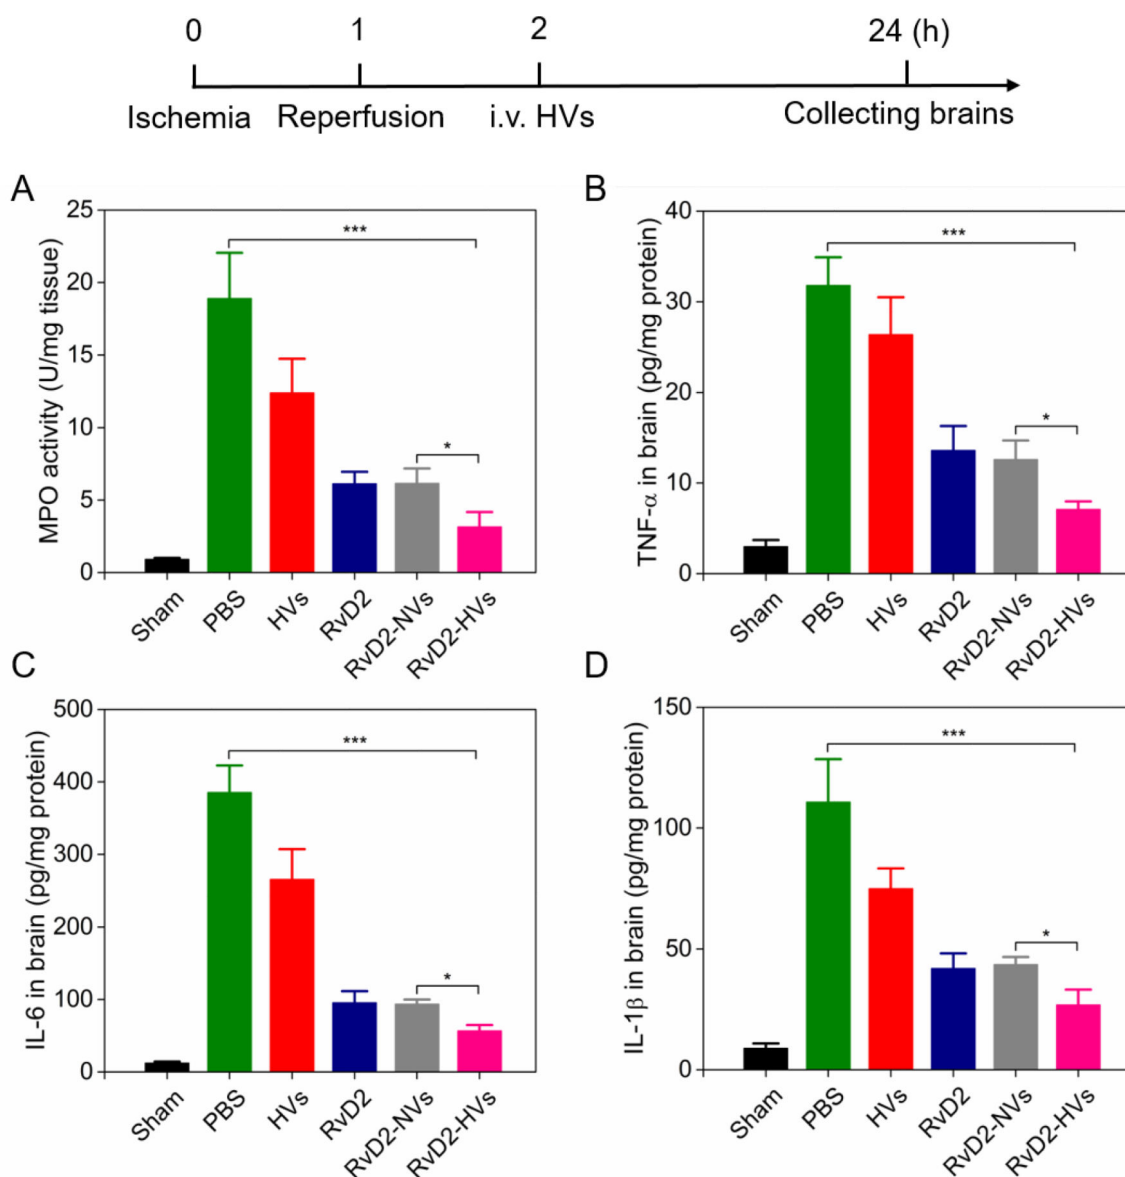 0 1 2 24 (h)
Ischemia Reperfusion i.v. HVs Collecting brains
A
MPO activity (U/mg tissue)
25
20
15
10
5
0
***
*
Sham PBS HVs RvD2 RvD2-NVs RvD2-HVs
B
TNF-α in brain (pg/mg protein)
40
30
20
10
0
***
*
Sham PBS HVs RvD2 RvD2-NVs RvD2-HVs
C
IL-6 in brain (pg/mg protein)
500
400
300
200
100
0
***
*
Sham PBS HVs RvD2 RvD2-NVs RvD2-HVs
D
IL-1β in brain (pg/mg protein)
150
100
50
0
***
*
Sham PBS HVs RvD2 RvD2-NVs RvD2-HVs